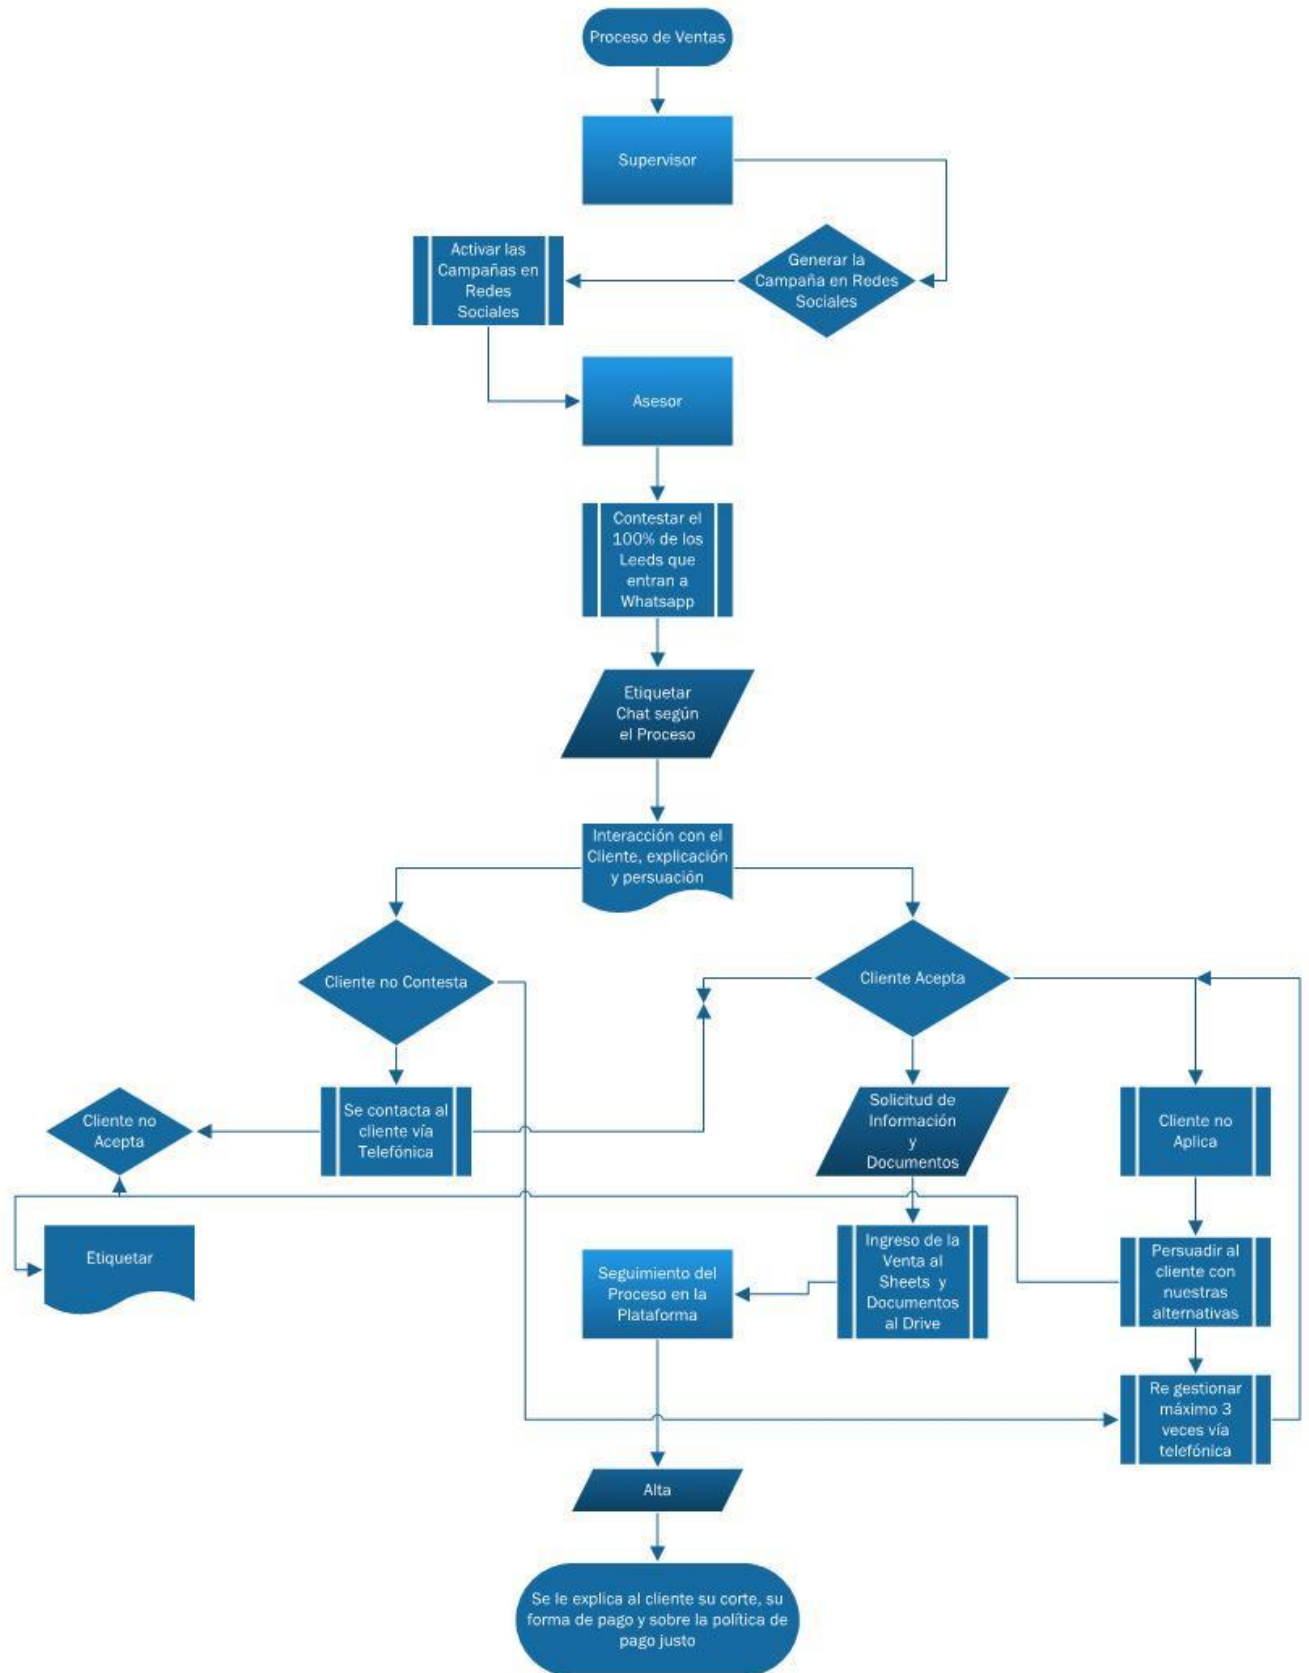 Proceso de Ventas
Supervisor
Generar la
Campaña en Redes
Sociales
Activar las
Campañas en
Redes
Sociales
Asesor
Contestar el
100% de los
Leeds que
entran a
Whatsapp
Etiquetar
Chat según
el Proceso
Interacción con el
Cliente, explicación
y persuación
Cliente no Contesta
Cliente Acepta
Cliente no
Acepta
Se contacta al
cliente vía
Telefónica
Solicitud de
Información
y
Documentos
Cliente no
Aplica
Etiquetar
Seguimiento del
Proceso en la
Plataforma
Ingreso de la
Venta al
Sheets y
Documentos
al Drive
Persuadir al
cliente con
nuestras
alternativas
Re gestionar
máximo 3
veces vía
telefónica
Alta
Se le explica al cliente su corte, su
forma de pago y sobre la política de
pago justo